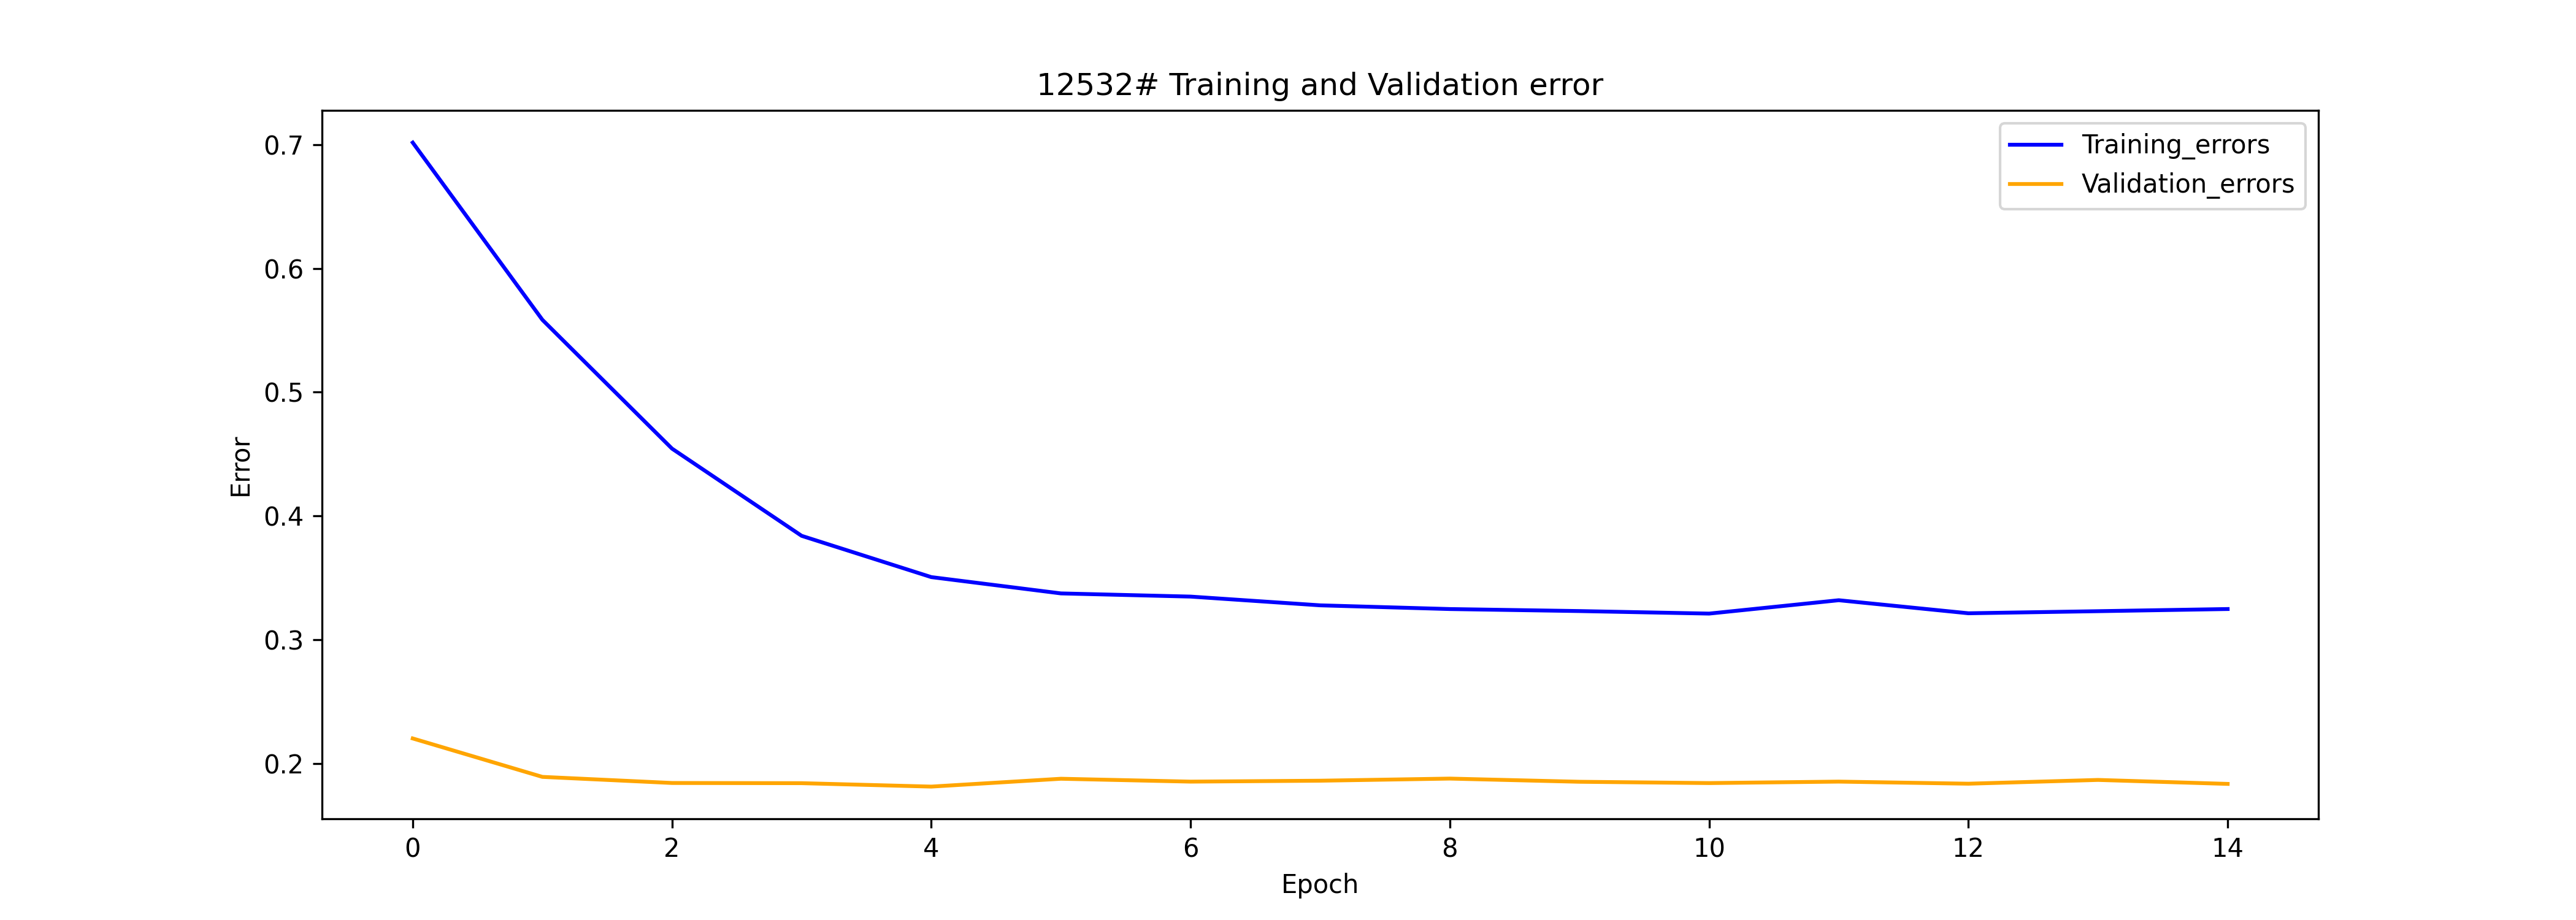 12532# Training and Validation error
Training_errors
Validation_errors
0.7
0.6
0.5
0.4
0.3
0.2
Error
0 2 4 6 8 10 12 14
Epoch